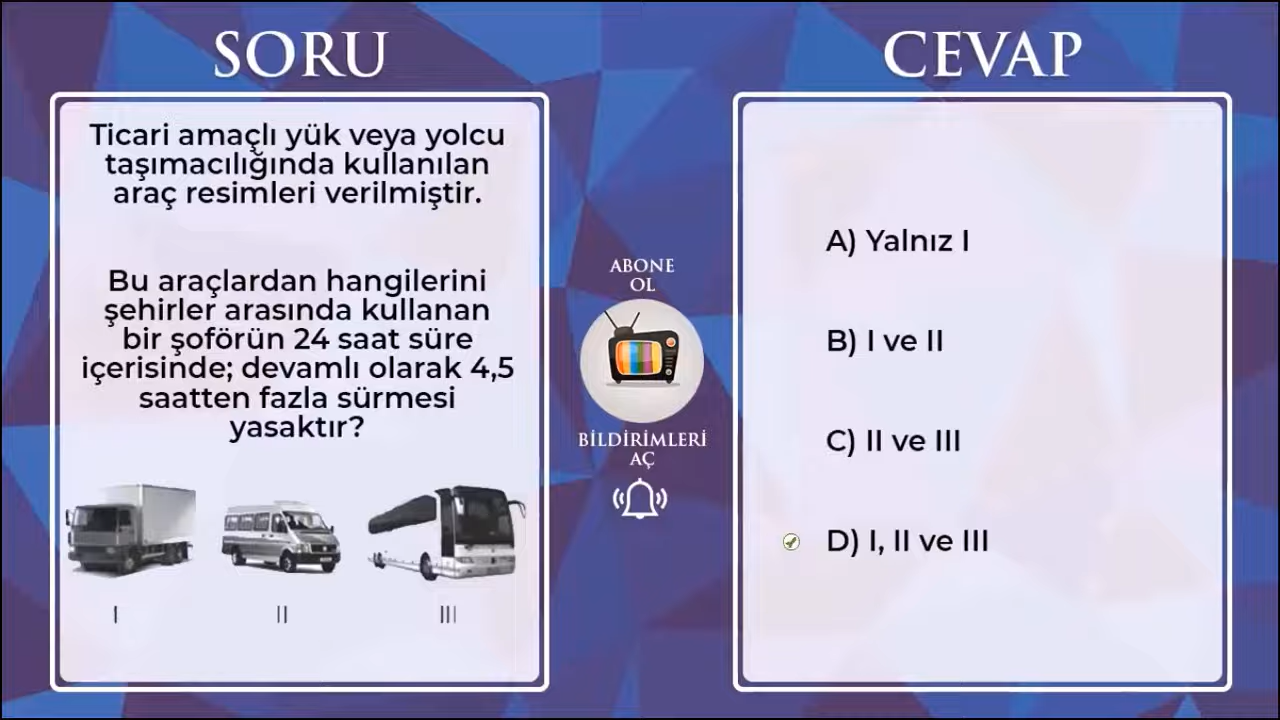 SORU
Ticari amaçlı yük veya yolcu
taşımacılığında kullanılan
araç resimleri verilmiştir.
Bu araçlardan hangilerini
şehirler arasında kullanan
bir şoförün 24 saat süre
içerisinde; devamlı olarak 4,5
saatten fazla sürmesi
yasaktır?
I
II
III
ABONE
OL
BİLDİRİMLERİ
AÇ
CEVAP
A) Yalnız I
B) I ve II
C) II ve III
D) I, II ve III